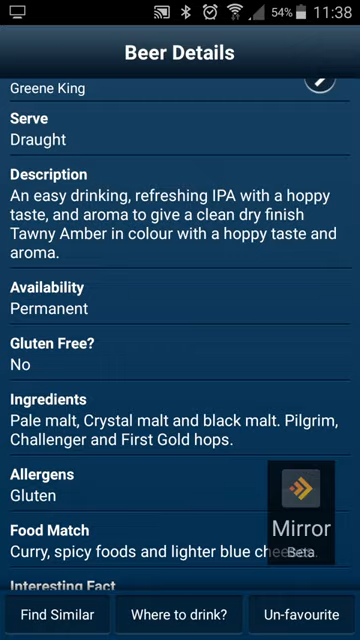 54% 11:38
Beer Details
Greene King
Serve
Draught
Description
An easy drinking, refreshing IPA with a hoppy
taste, and aroma to give a clean dry finish
Tawny Amber in colour with a hoppy taste and
aroma.
Availability
Permanent
Gluten Free?
No
Ingredients
Pale malt, Crystal malt and black malt. Pilgrim,
Challenger and First Gold hops.
Allergens
Gluten
Mirror
Beta
Food Match
Curry, spicy foods and lighter blue cheeses.
Interesting Fact
Find Similar
Where to drink?
Un-favourite